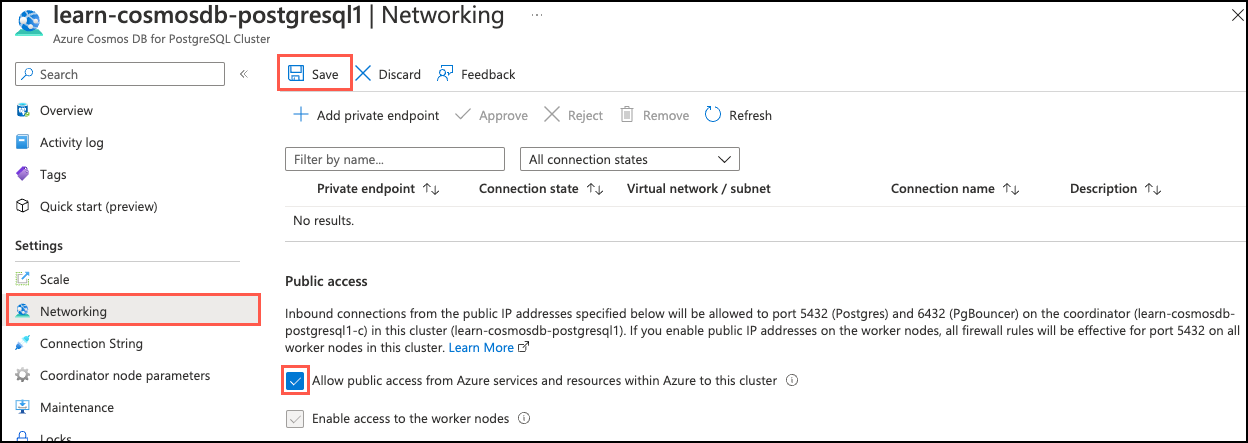 learn-cosmosdb-postgresql1 | Networking ...
Azure Cosmos DB for PostgreSQL Cluster
Search
Overview
Activity log
Tags
Quick start (preview)
Settings
Scale
Networking
Connection String
Coordinator node parameters
Maintenance
Locks
Save Discard Feedback
Add private endpoint Approve Reject Remove Refresh
Filter by name... All connection states
Private endpoint Connection state Virtual network / subnet Connection name Description
No results.
Public access
Inbound connections from the public IP addresses specified below will be allowed to port 5432 (Postgres) and 6432 (PgBouncer) on the coordinator (learn-cosmosdb-
postgresql1-c) in this cluster (learn-cosmosdb-postgresql1). If you enable public IP addresses on the worker nodes, all firewall rules will be effective for port 5432 on all
worker nodes in this cluster. Learn More
Allow public access from Azure services and resources within Azure to this cluster
Enable access to the worker nodes